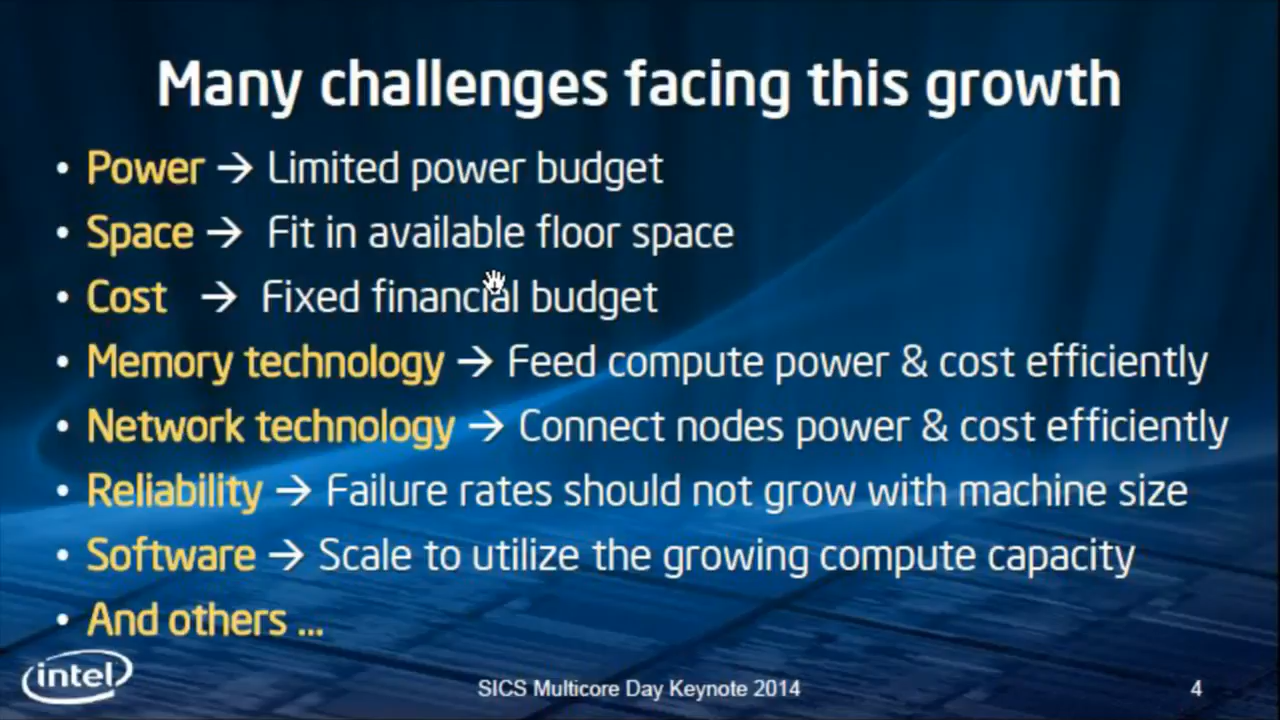 Many challenges facing this growth
• Power → Limited power budget
• Space → Fit in available floor space
• Cost → Fixed financial budget
• Memory technology → Feed compute power & cost efficiently
• Network technology → Connect nodes power & cost efficiently
• Reliability → Failure rates should not grow with machine size
• Software → Scale to utilize the growing compute capacity
• And others ...
intel
SICS Multicore Day Keynote 2014
4